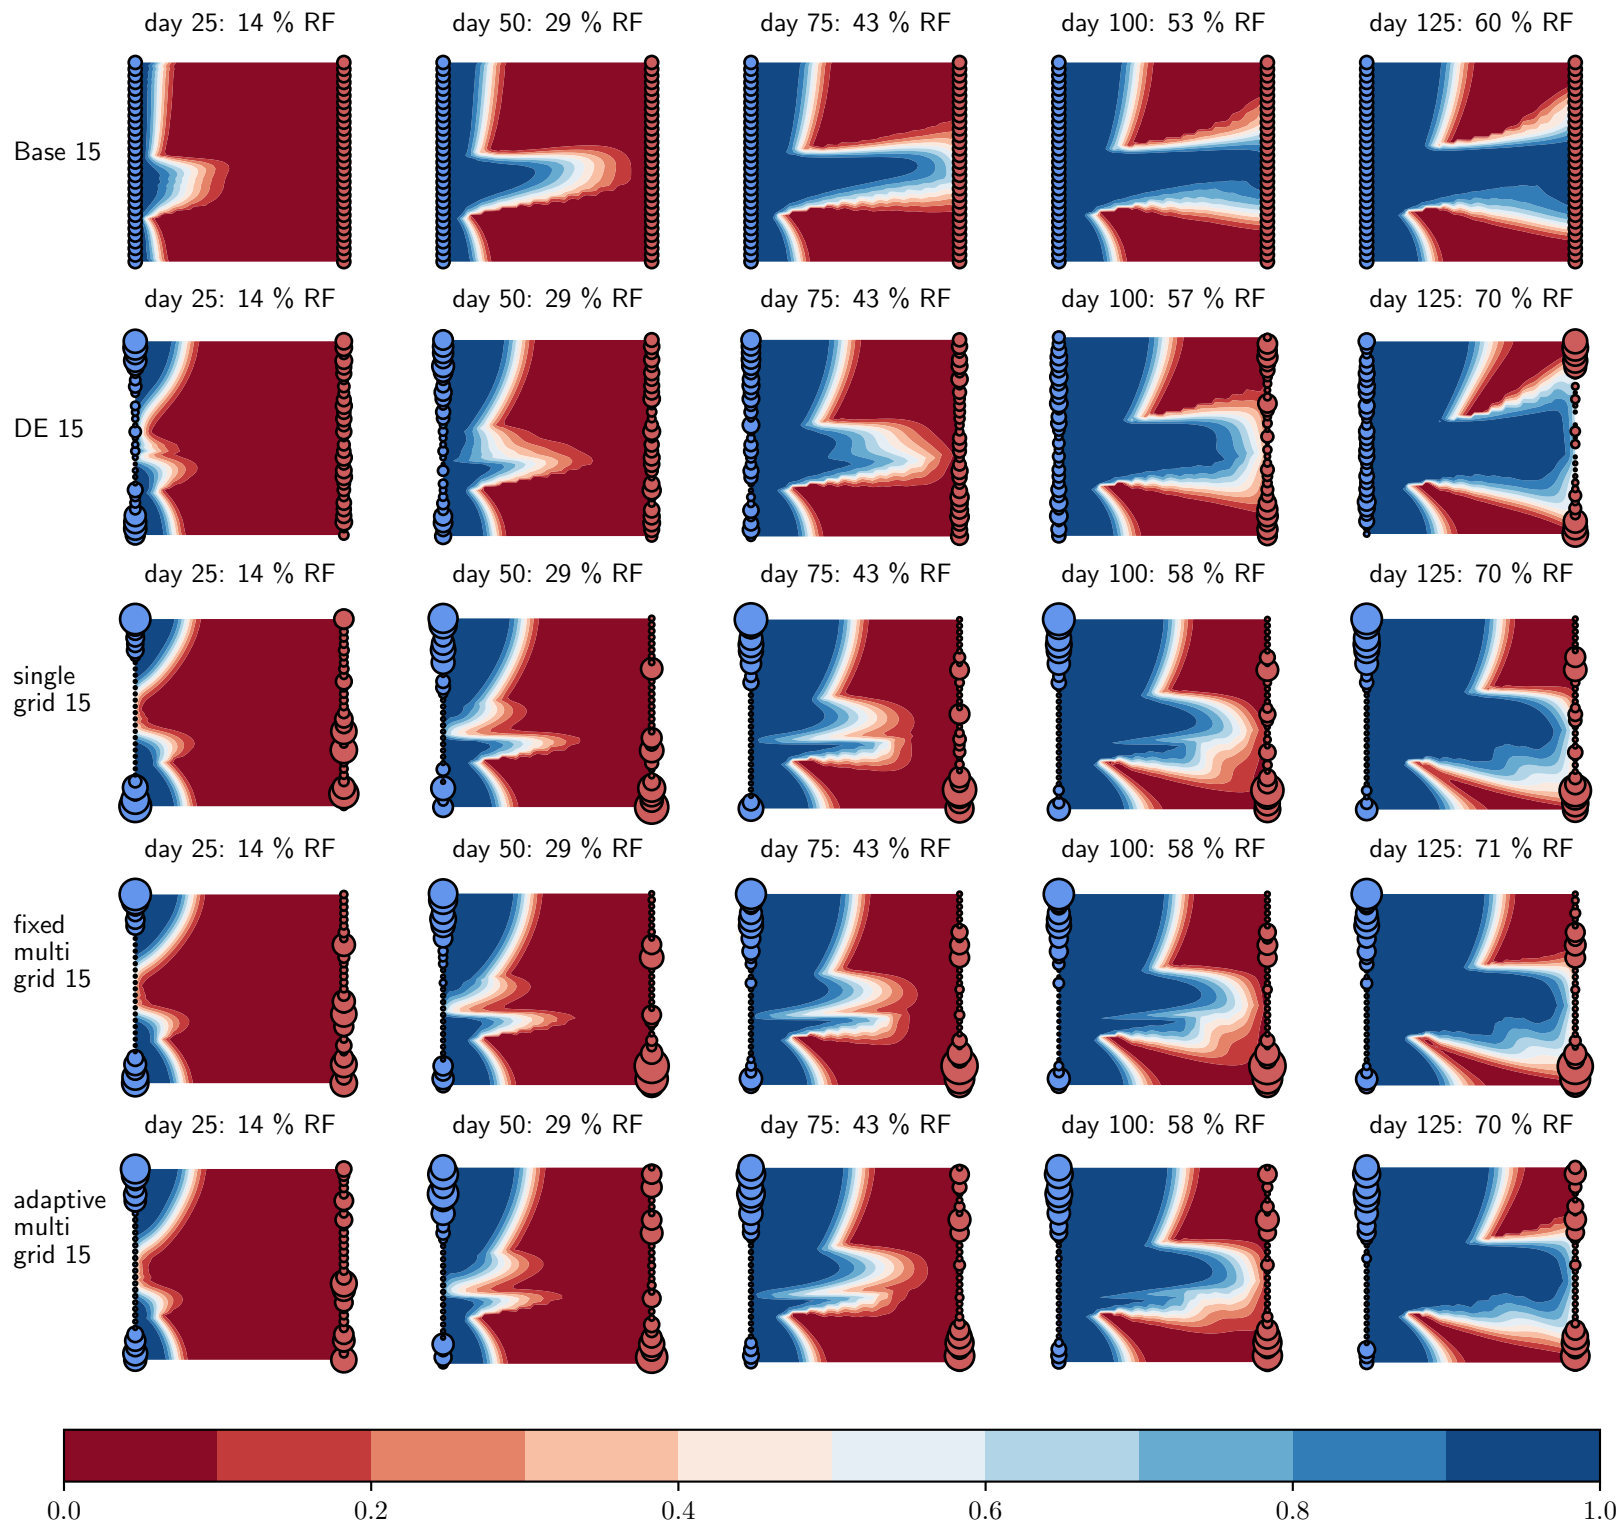 day 25: 14 % RF
day 50: 29 % RF
day 75: 43 % RF
day 100: 53 % RF
day 125: 60 % RF
Base 15
day 25: 14 % RF
day 50: 29 % RF
day 75: 43 % RF
day 100: 57 % RF
day 125: 70 % RF
DE 15
day 25: 14 % RF
day 50: 29 % RF
day 75: 43 % RF
day 100: 58 % RF
day 125: 70 % RF
single
grid 15
day 25: 14 % RF
day 50: 29 % RF
day 75: 43 % RF
day 100: 58 % RF
day 125: 71 % RF
fixed
multi
grid 15
day 25: 14 % RF
day 50: 29 % RF
day 75: 43 % RF
day 100: 58 % RF
day 125: 70 % RF
adaptive
multi
grid 15
0.0
0.2
0.4
0.6
0.8
1.0